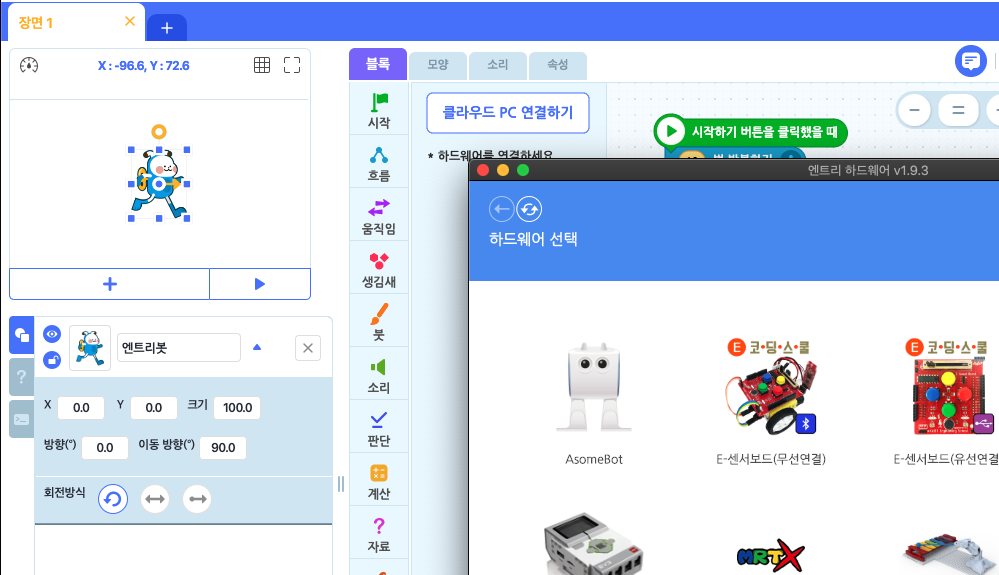 장면 1
X : -96.6, Y : 72.6
블록
모양
소리
속성
클라우드 PC 연결하기
* 하드웨어를 연결하세요
시작
흐름
움직임
생김새
붓
소리
판단
계산
자료
시작하기 버튼을 클릭했을 때
엔트리 하드웨어 v1.9.3
하드웨어 선택
코·딩·스·쿨
코·딩·스·쿨
AsomeBot
E-센서보드(무선연결)
E-센서보드(유선연결
MRTX
엔트리봇
X 0.0 Y 0.0 크기 100.0
방향(°) 0.0 이동 방향(°) 90.0
회전방식